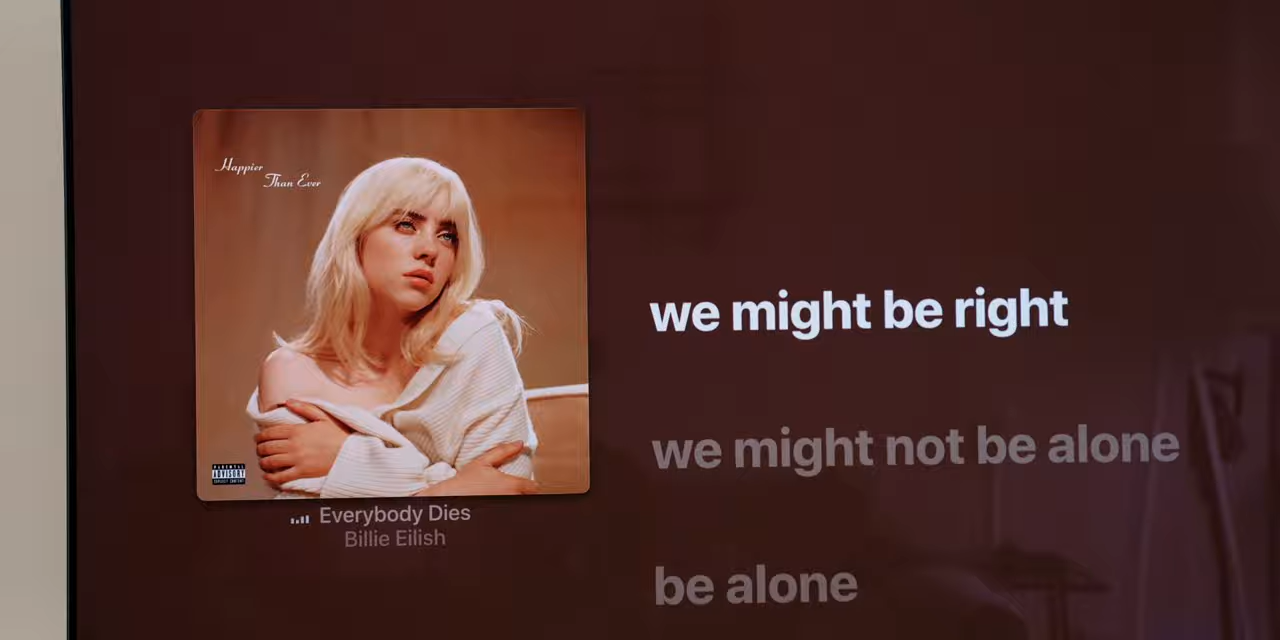 Happier
Than Ever
PARENTAL
ADVISORY
EXPLICIT CONTENT
Everybody Dies
Billie Eilish
we might be right
we might not be alone
be alone